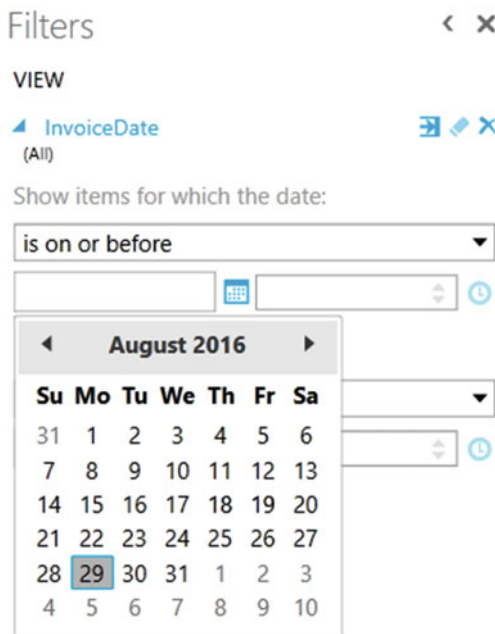 Filters
VIEW
InvoiceDate
(All)
Show items for which the date:
is on or before
August 2016
Su Mo Tu We Th Fr Sa
31 1 2 3 4 5 6
7 8 9 10 11 12 13
14 15 16 17 18 19 20
21 22 23 24 25 26 27
28 29 30 31 1 2 3
4 5 6 7 8 9 10